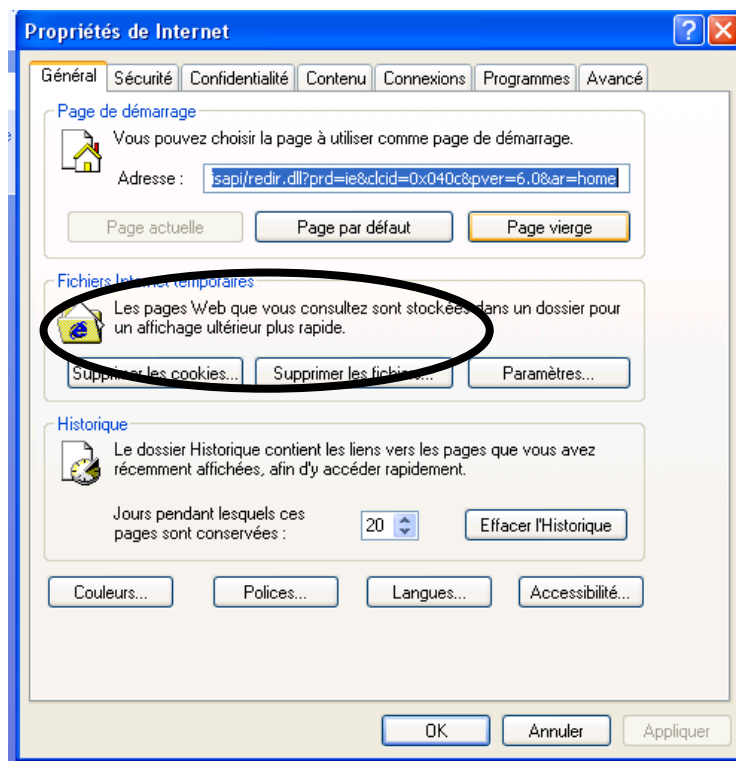 Propriétés de Internet
Général Sécurité Confidentialité Contenu Connexions Programmes Avancé
Page de démarrage
Vous pouvez choisir la page à utiliser comme page de démarrage.
Adresse : isapi/redir.dll?prd=ie&clcid=0x040c&pver=6.0&ar=home
Page actuelle Page par défaut Page vierge
Fichiers Internet temporaires
Les pages Web que vous consultez sont stockées dans un dossier pour
un affichage ultérieur plus rapide.
Supprimer les cookies... Supprimer les fichiers... Paramètres...
Historique
Le dossier Historique contient les liens vers les pages que vous avez
récemment affichées, afin d'y accéder rapidement.
Jours pendant lesquels ces
pages sont conservées : 20 Effacer l'Historique
Couleurs... Polices... Langues... Accessibilité...
OK Annuler Appliquer